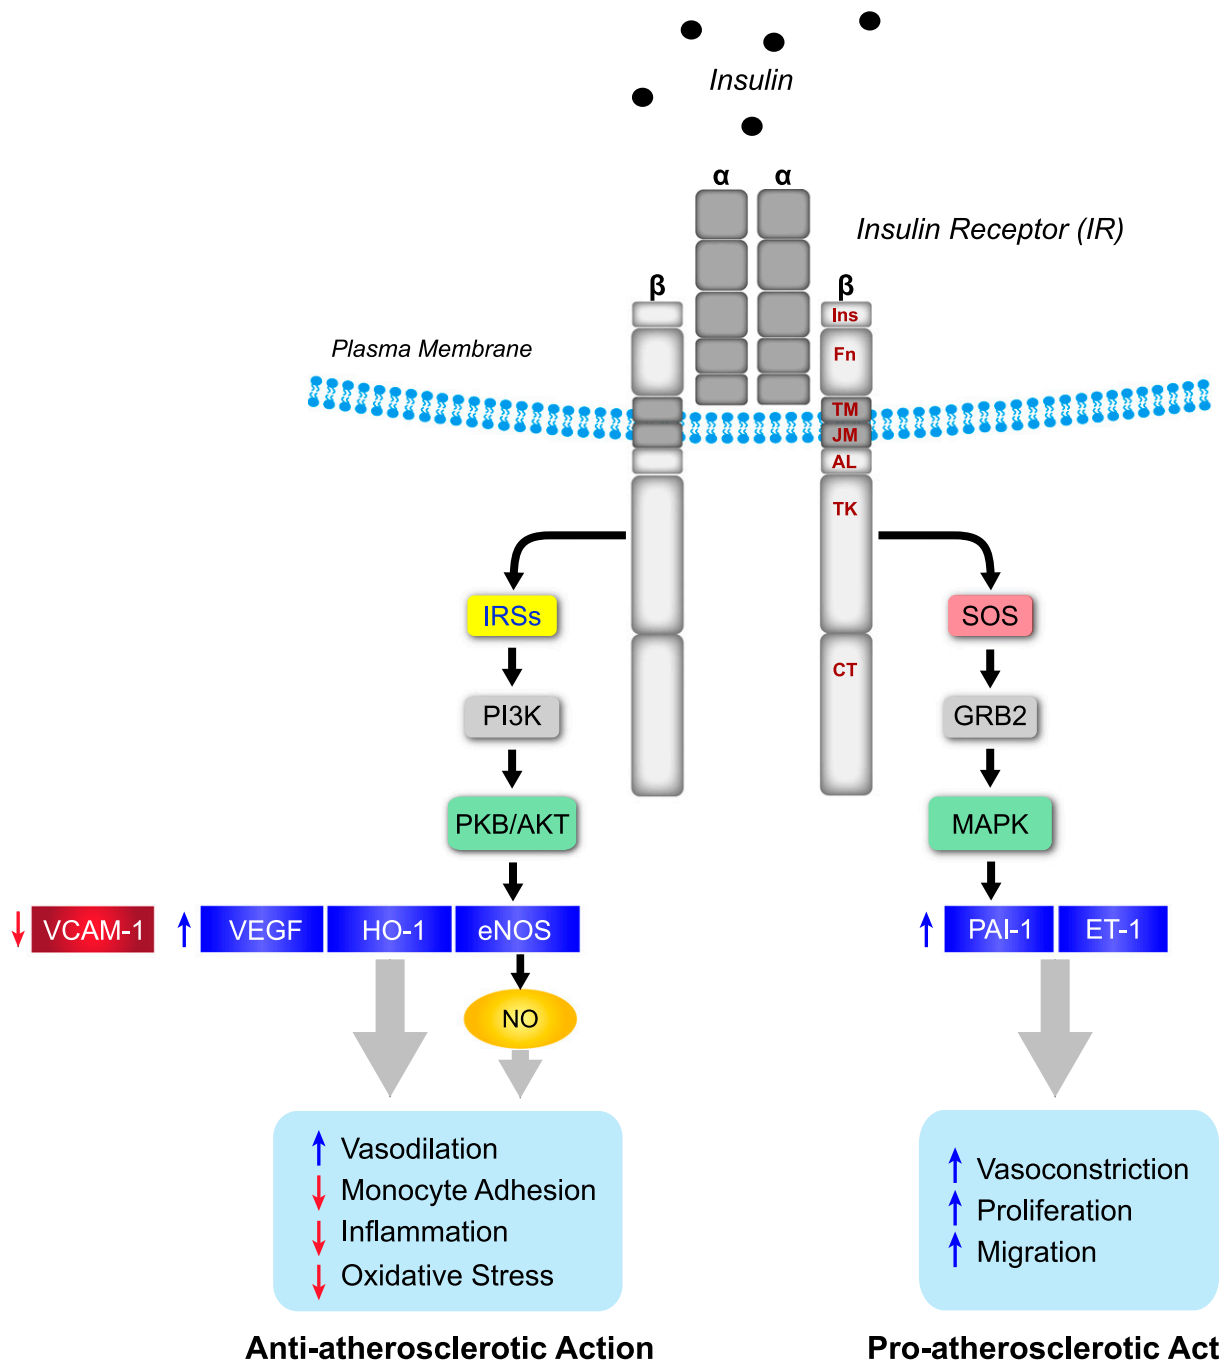 Insulin
α α
Insulin Receptor (IR)
β β
Ins
Plasma Membrane
Fn
TM
JM
AL
TK
IRSs SOS
CT
PI3K GRB2
PKB/AKT MAPK
VCAM-1 VEGF HO-1 eNOS PAI-1 ET-1
NO
Vasodilation
Monocyte Adhesion
Inflammation
Oxidative Stress
Vasoconstriction
Proliferation
Migration
Anti-atherosclerotic Action
Pro-atherosclerotic Act